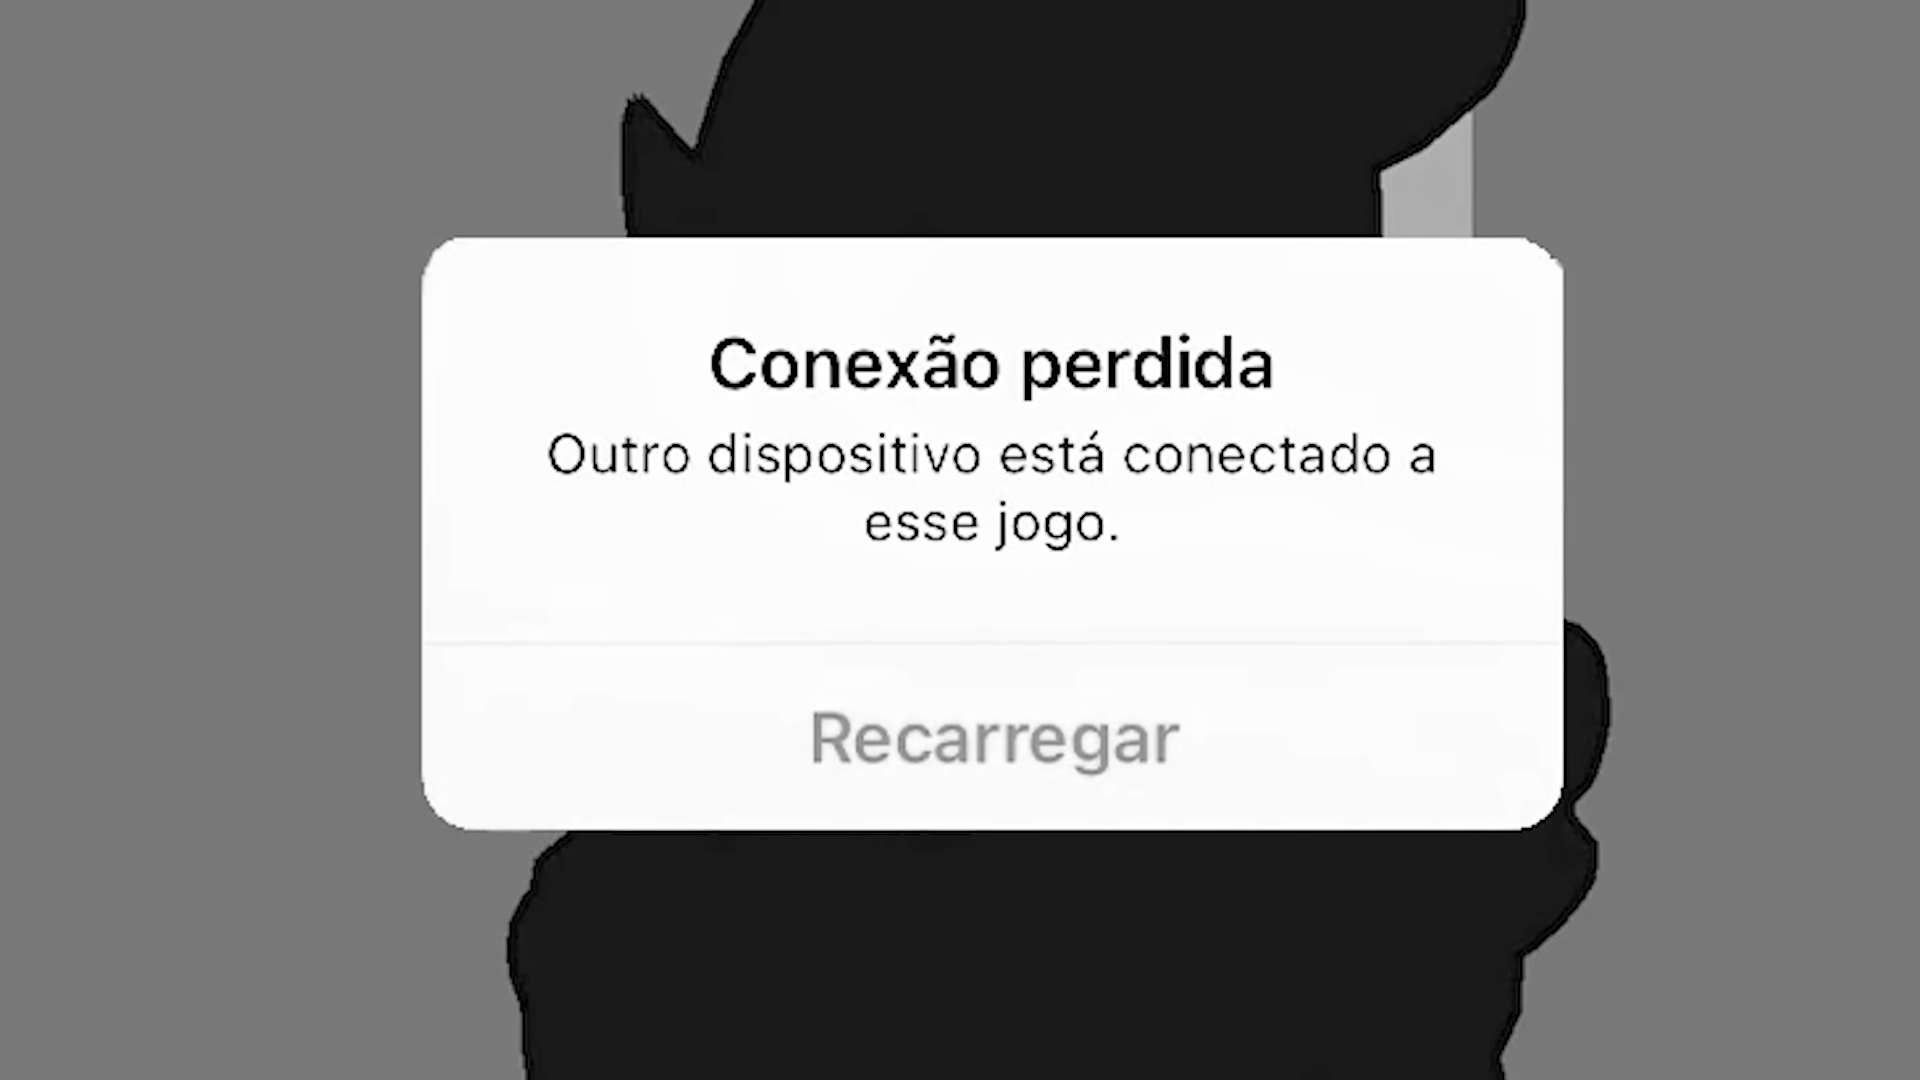 Conexão perdida
Outro dispositivo está conectado a
esse jogo.
Recarregar